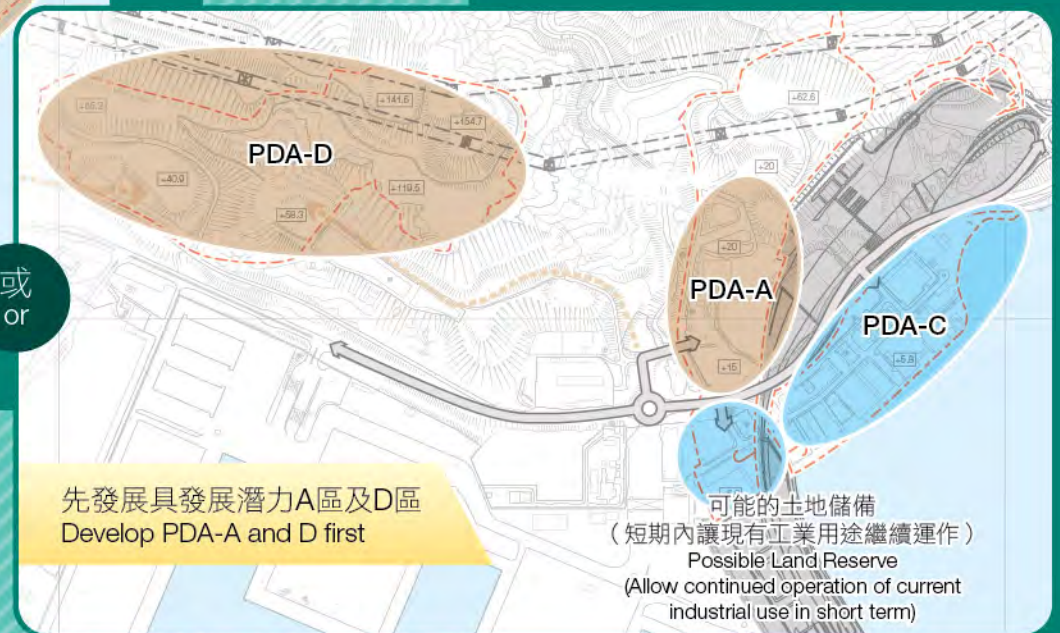 PDA-D
PDA-A
PDA-C
+141.5
+154.7
+40.9
+119.5
+58.3
+62.6
+20
+20
+15
+5.8
或
or
先發展具發展潛力A區及D區
Develop PDA-A and D first
可能的土地儲備
(短期內讓現有工業用途繼續運作)
Possible Land Reserve
(Allow continued operation of current
industrial use in short term)